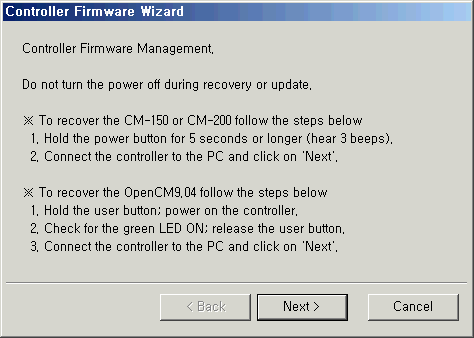 Controller Firmware Wizard
Controller Firmware Management.
Do not turn the power off during recovery or update.
※ To recover the CM-150 or CM-200 follow the steps below
1. Hold the power button for 5 seconds or longer (hear 3 beeps).
2. Connect the controller to the PC and click on 'Next'.
※ To recover the OpenCM9.04 follow the steps below
1. Hold the user button; power on the controller.
2. Check for the green LED ON; release the user button.
3. Connect the controller to the PC and click on 'Next'.
< Back
Next >
Cancel